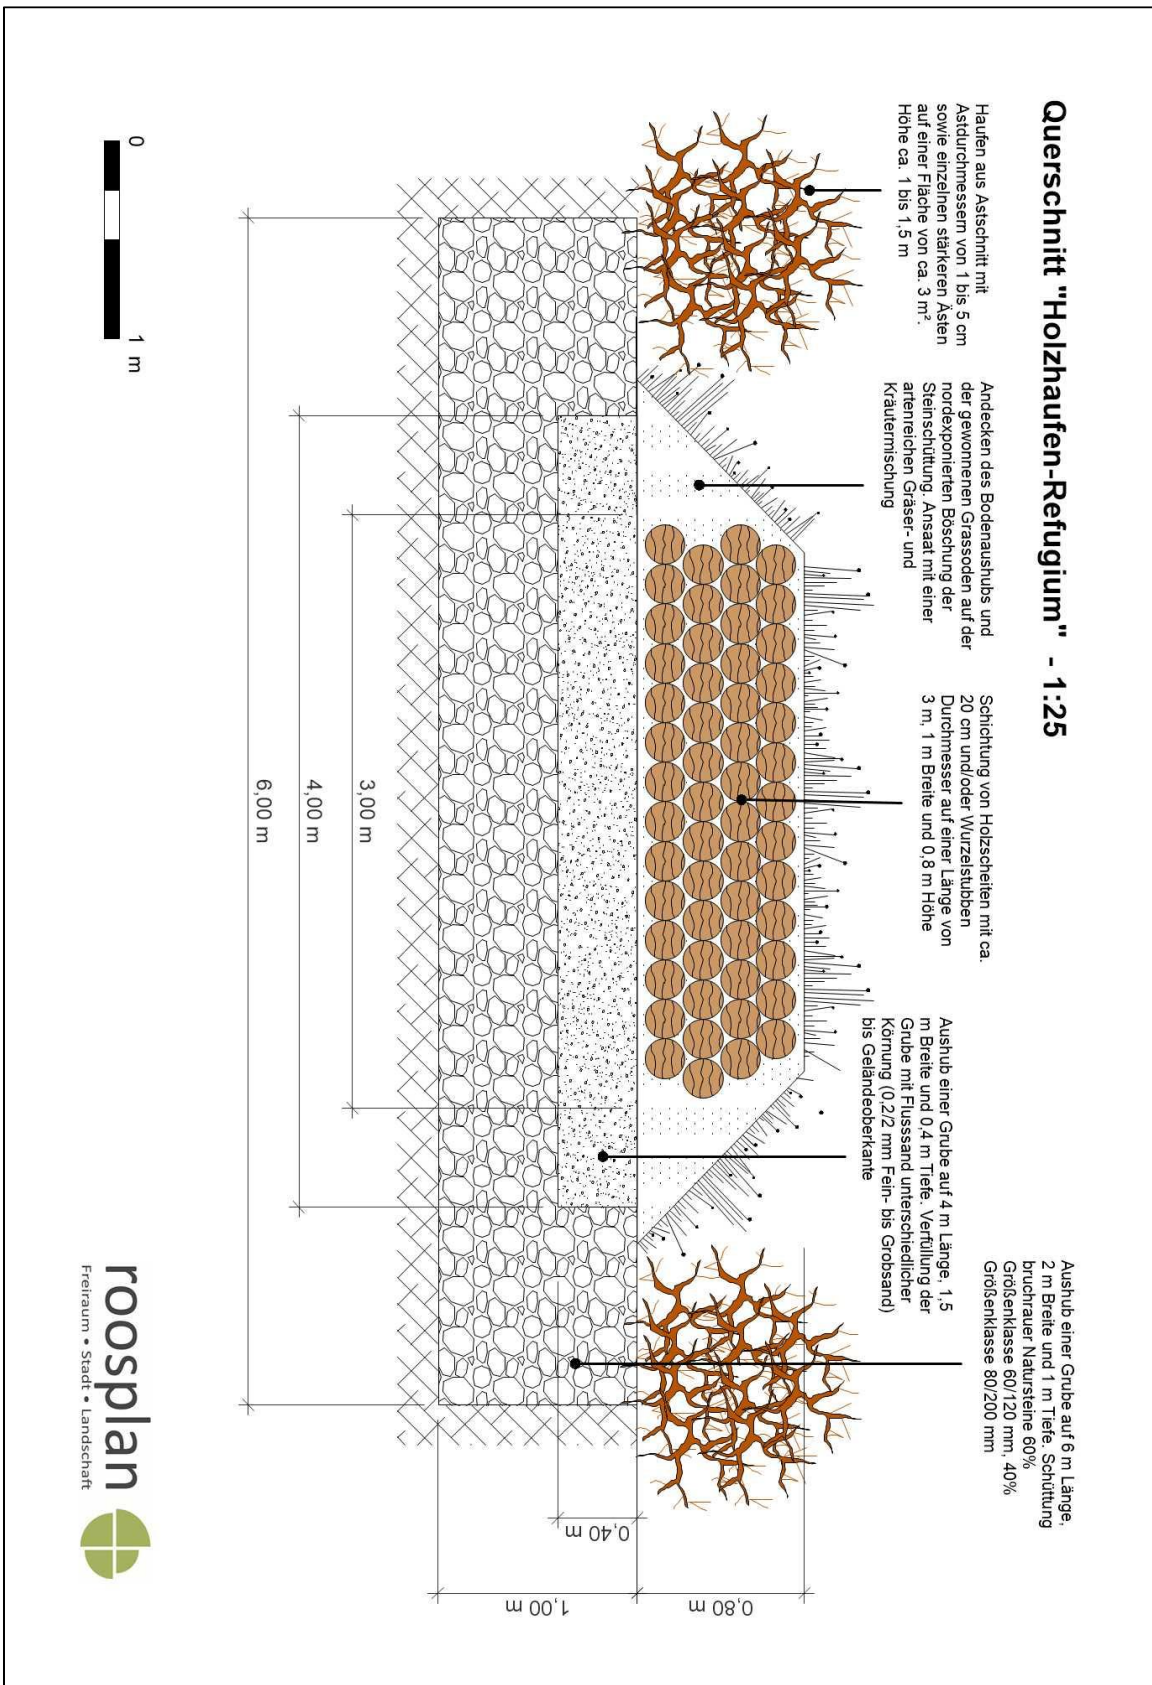 Querschnitt "Holzhaufen-Refugium" - 1:25
Haufen aus Astschnitt mit
Astdurchmessern von 1 bis 5 cm
sowie einzelnen stärkeren Ästen
auf einer Fläche von ca. 3 m².
Höhe ca. 1 bis 1,5 m
Andecken des Bodenaushubs und
der gewonnenen Grassoden auf der
nordexponierten Böschung der
Steinschüttung. Ansaat mit einer
artenreichen Gräser- und
Kräutermischung
Schichtung von Holzscheiten mit ca.
20 cm und/oder Wurzelstubben
Durchmesser auf einer Länge von
3 m, 1 m Breite und 0,8 m Höhe
Aushub einer Grube auf 4 m Länge, 1,5
m Breite und 0,4 m Tiefe. Verfüllung der
Grube mit Flusssand unterschiedlicher
Körnung (0,2/2 mm Fein- bis Grobsand)
bis Geländeoberkante
Aushub einer Grube auf 6 m Länge,
2 m Breite und 1 m Tiefe. Schüttung
bruchrauer Natursteine 60%
Größenklasse 60/120 mm, 40%
Größenklasse 80/200 mm
0,80 m
0,40 m
1,00 m
3,00 m
4,00 m
6,00 m
0 1 m
roosplan
Freiraum • Stadt • Landschaft